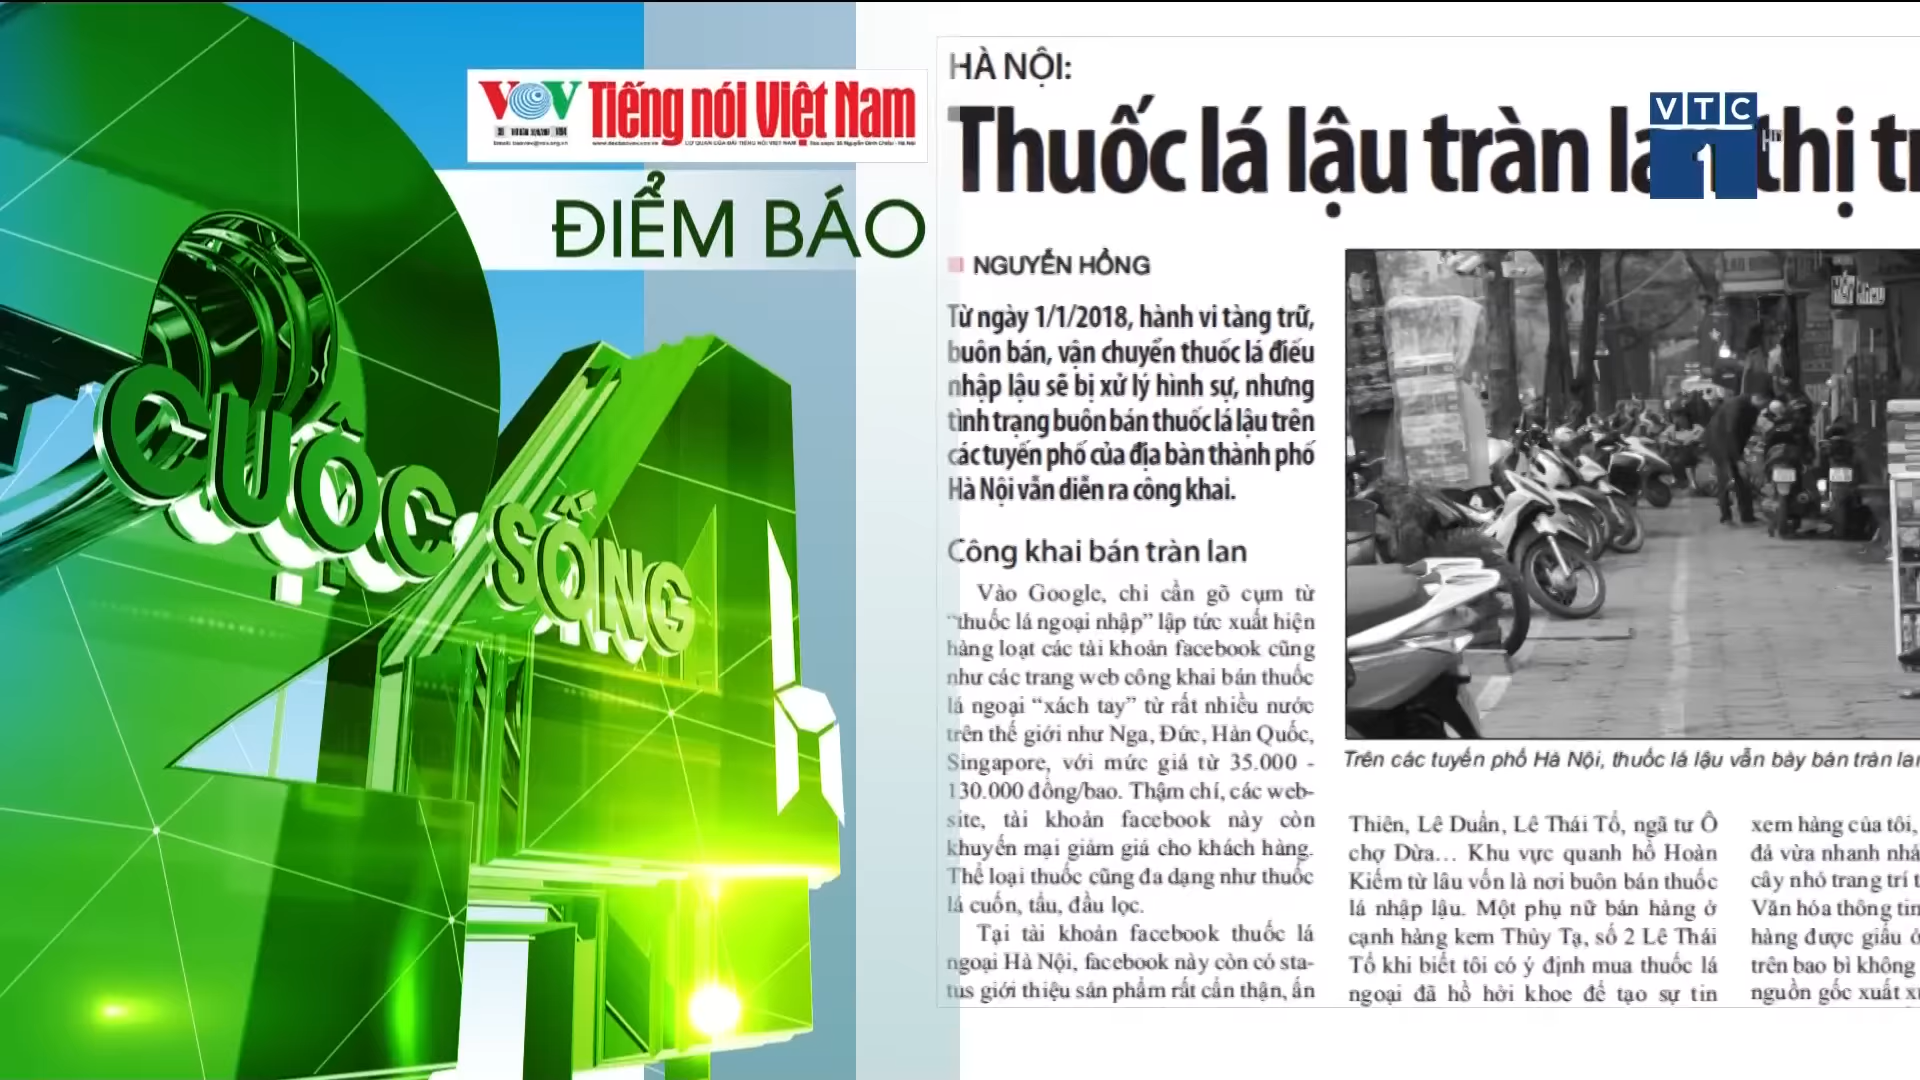 VOV Tiếng nói Việt Nam
ĐIỂM BÁO
24
CUỘC SỐNG
H
VTC
1
HÀ NỘI:
Thuốc lá lậu tràn thị
NGUYỄN HỒNG
Từ ngày 1/1/2018, hành vi tàng trữ,
buôn bán, vận chuyển thuốc lá điếu
nhập lậu sẽ bị xử lý hình sự, nhưng
tình trạng buôn bán thuốc lá lậu trên
các tuyến phố của địa bàn thành phố
Hà Nội vẫn diễn ra công khai.
Công khai bán tràn lan
Vào Google, chỉ cần gõ cụm từ
“thuốc lá ngoại nhập” lập tức xuất hiện
hàng loạt các tài khoản facebook cũng
như các trang web công khai bán thuốc
lá ngoại “xách tay” từ rất nhiều nước
trên thế giới như Nga, Đức, Hàn Quốc,
Singapore, với mức giá từ 35.000 -
130.000 đồng/bao. Thậm chí, các web-
site, tài khoản facebook này còn
khuyến mại giảm giá cho khách hàng.
Thể loại thuốc cũng đa dạng như thuốc
lá cuốn, tẩu, đầu lọc.
Tại tài khoản facebook thuốc lá
ngoại Hà Nội, facebook này còn có sta-
tus giới thiệu sản phẩm rất cẩn thận, ấn
Trên các tuyến phố Hà Nội, thuốc lá lậu vẫn bày bán tràn lan
Thiên, Lê Duẩn, Lê Thái Tổ, ngã tư Ô
chợ Dừa... Khu vực quanh hồ Hoàn
Kiếm từ lâu vốn là nơi buôn bán thuốc
lá nhập lậu. Một phụ nữ bán hàng ở
cạnh hàng kem Thủy Tạ, số 2 Lê Thái
Tổ khi biết tôi có ý định mua thuốc lá
ngoại đã hồ hởi khoe để tạo sự tin
xem hàng của tôi,
đá vừa nhanh nhả
cây nhỏ trang trí t
Văn hóa thông tin
hàng được giấu ở
trên bao bì không
nguồn gốc xuất x